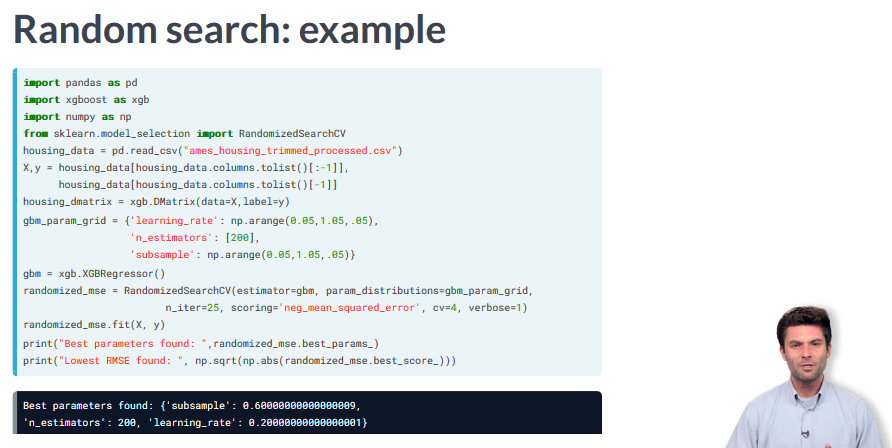 Random search: example
import pandas as pd
import xgboost as xgb
import numpy as np
from sklearn.model_selection import RandomizedSearchCV
housing_data = pd.read_csv("ames_housing_trimmed_processed.csv")
X,y = housing_data[housing_data.columns.tolist()[:-1]],
      housing_data[housing_data.columns.tolist()[-1]]
housing_dmatrix = xgb.DMatrix(data=X,label=y)
gbm_param_grid = {'learning_rate': np.arange(0.05,1.05,.05),
                  'n_estimators': [200],
                  'subsample': np.arange(0.05,1.05,.05)}
gbm = xgb.XGBRegressor()
randomized_mse = RandomizedSearchCV(estimator=gbm, param_distributions=gbm_param_grid,
                        n_iter=25, scoring='neg_mean_squared_error', cv=4, verbose=1)
randomized_mse.fit(X, y)
print("Best parameters found: ",randomized_mse.best_params_)
print("Lowest RMSE found: ", np.sqrt(np.abs(randomized_mse.best_score_)))
Best parameters found: {'subsample': 0.60000000000000009,
'n_estimators': 200, 'learning_rate': 0.20000000000000001}